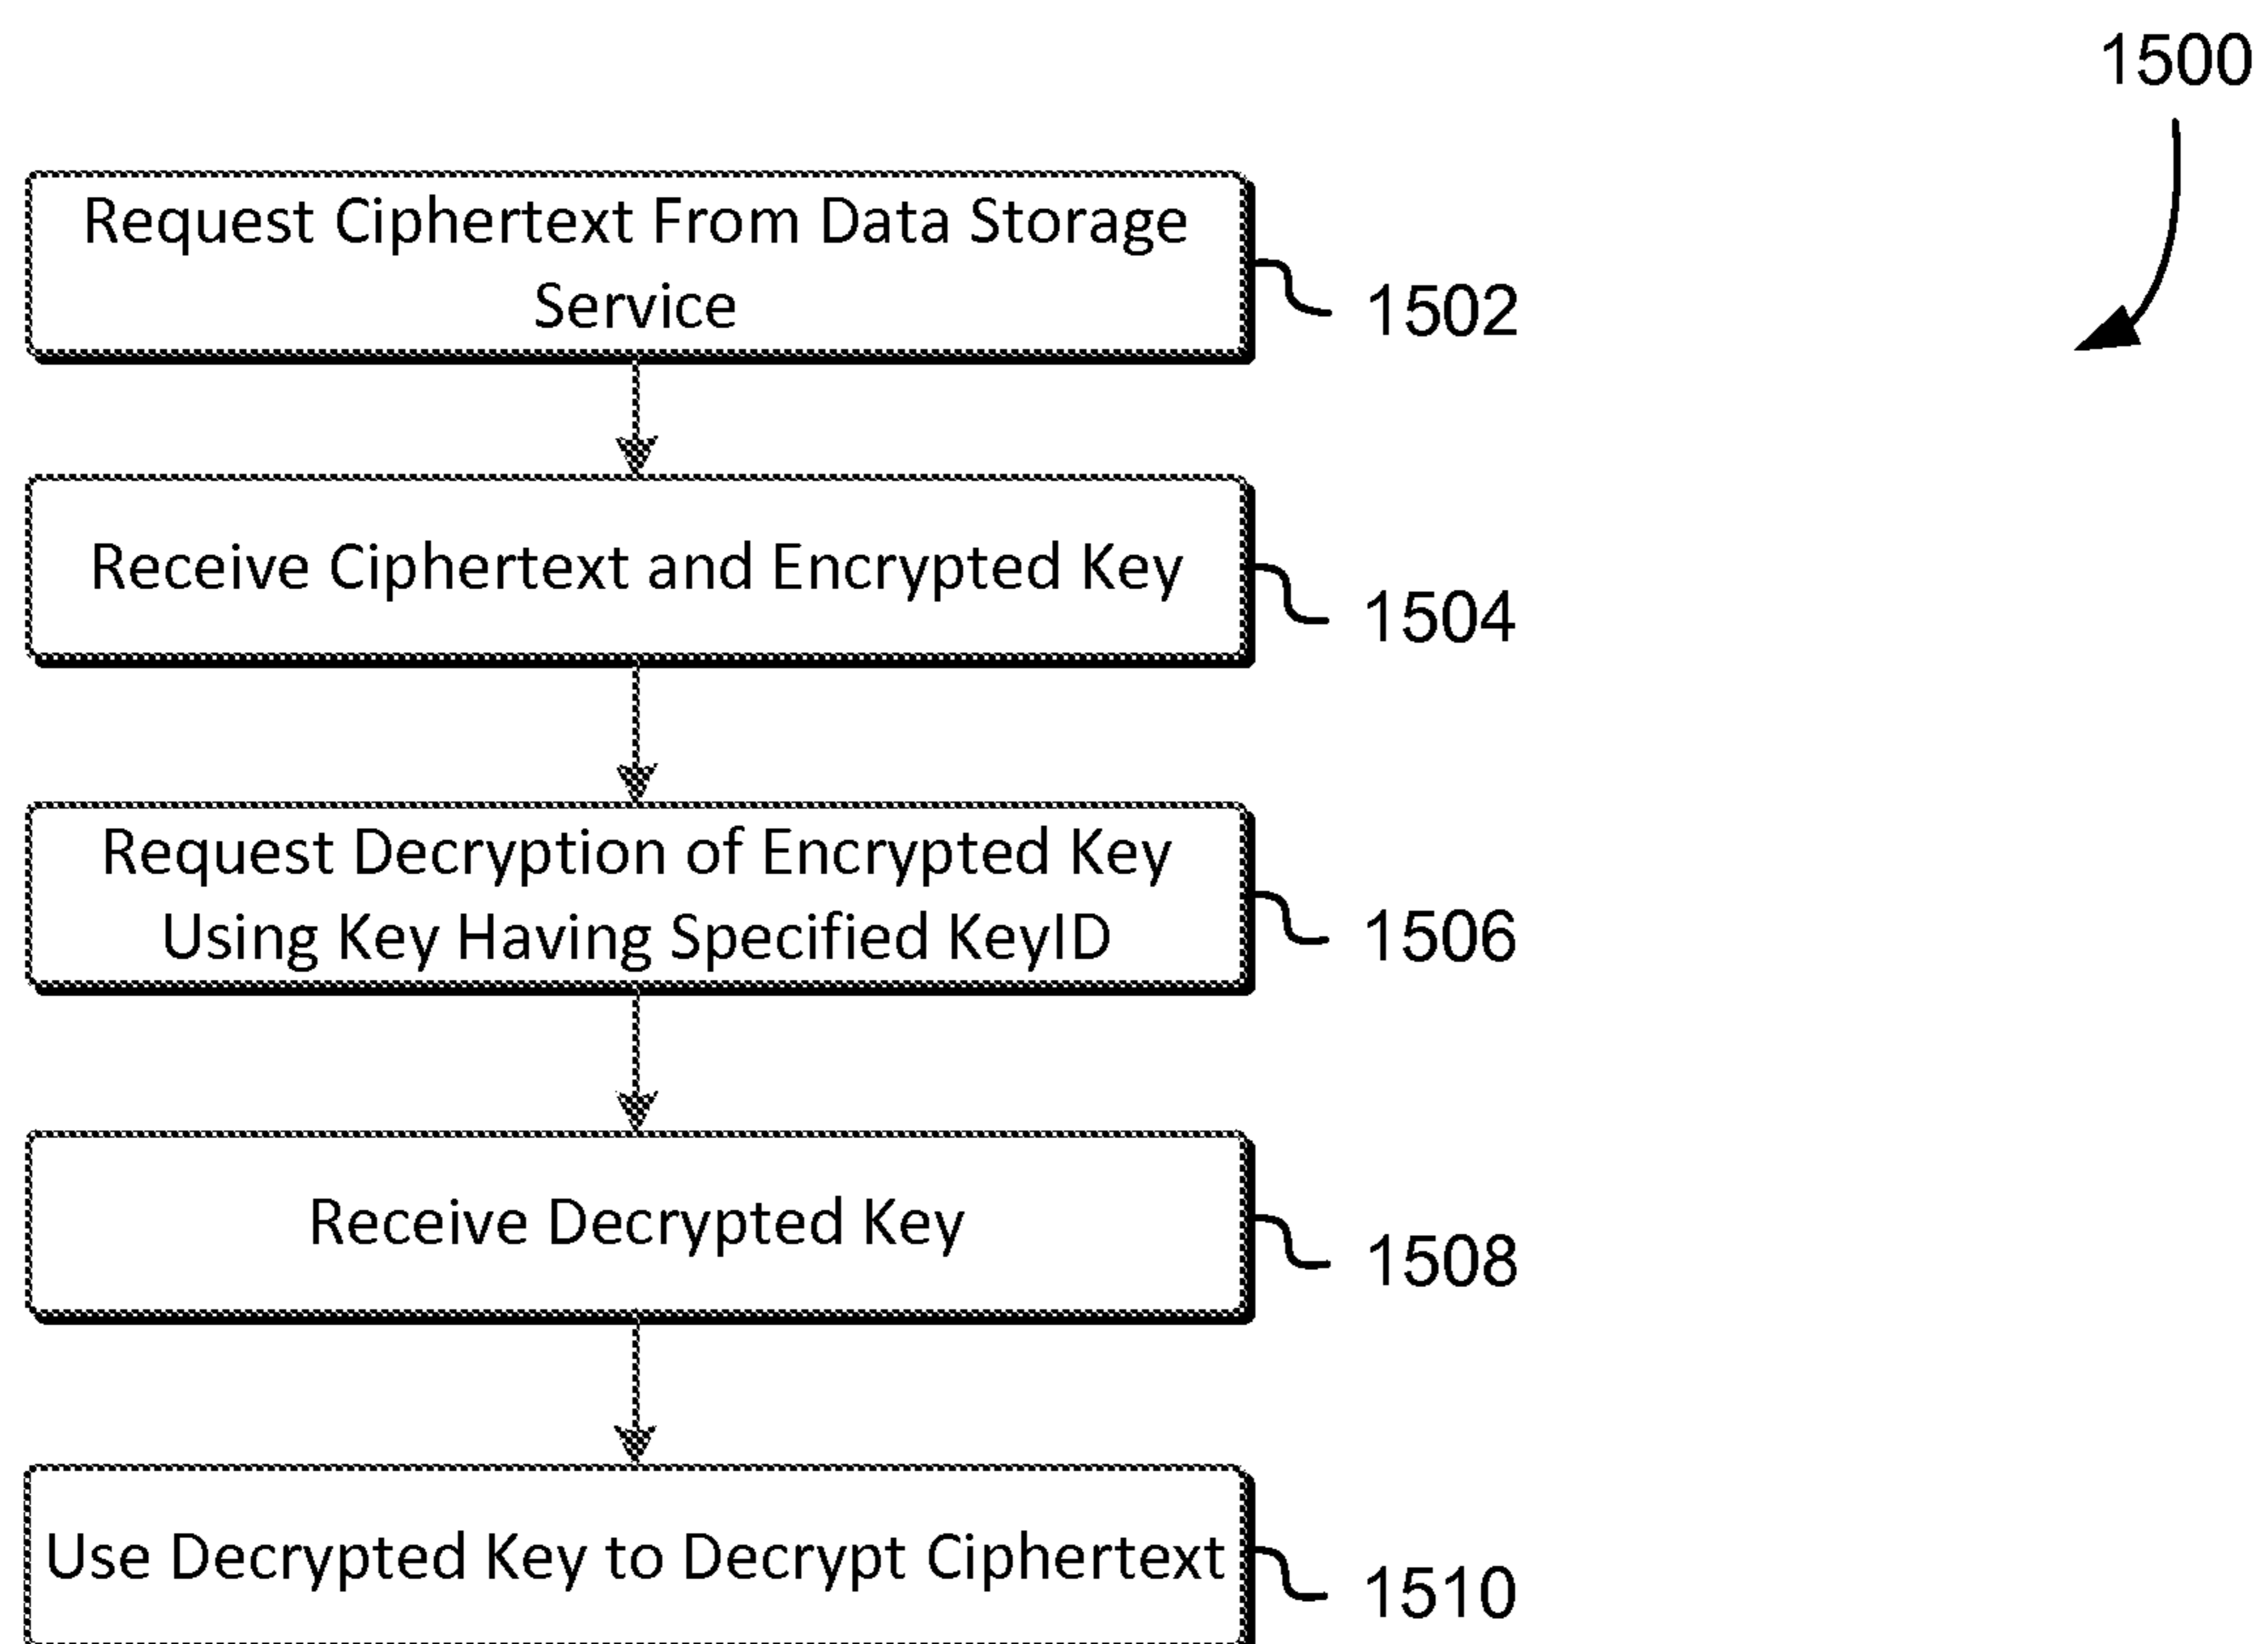 1500
Request Ciphertext From Data Storage
Service
1502
Receive Ciphertext and Encrypted Key
1504
Request Decryption of Encrypted Key
Using Key Having Specified KeyID
1506
Receive Decrypted Key
1508
Use Decrypted Key to Decrypt Ciphertext
1510